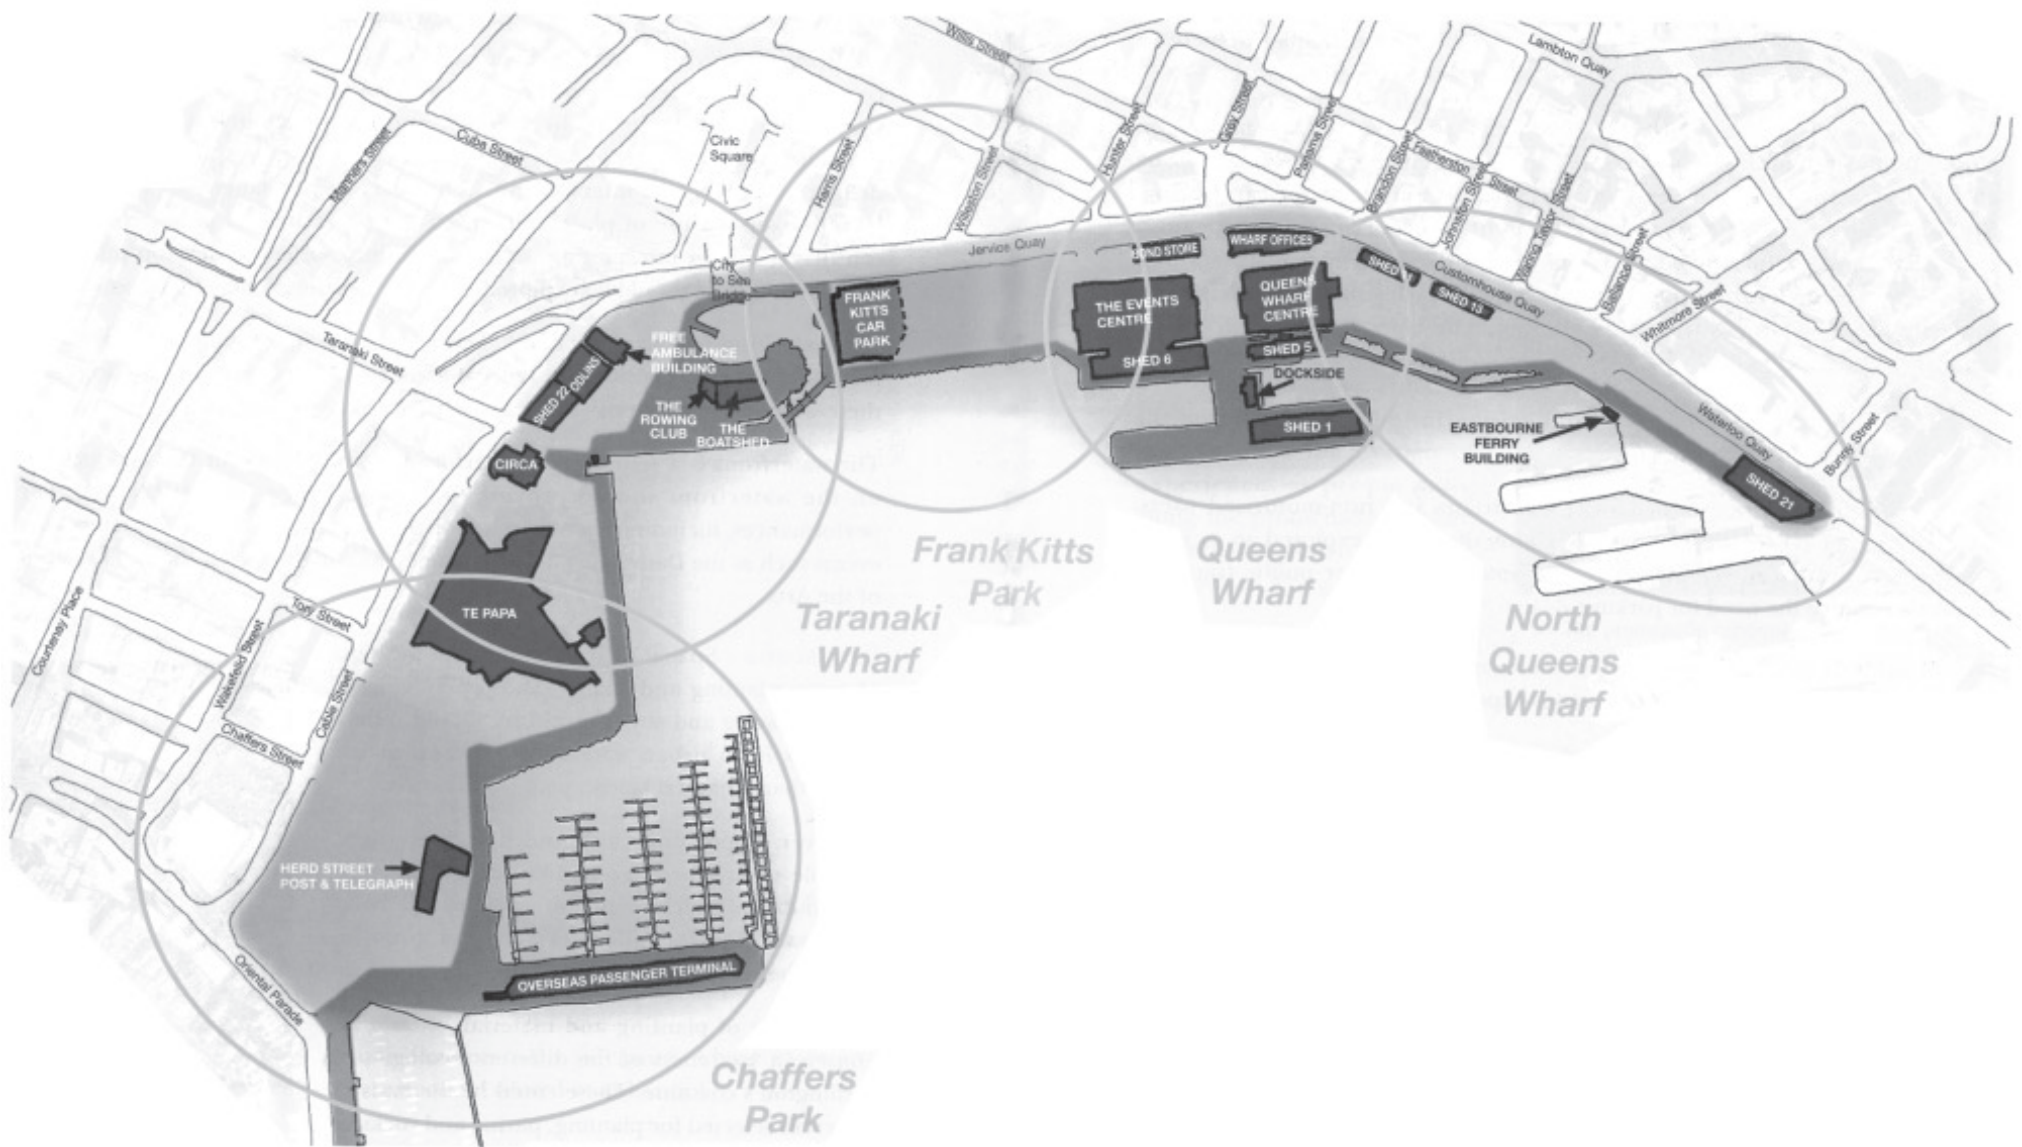 Willis Street
Lambton Quay
Manners Street
Cuba Street
Civic
Square
Harris Street
Willeston Street
Hunter Street
Grey Street
Panama Street
Brandon Street
Featherston Street
Johnston Street
Waring Taylor Street
Ballance Street
Whitmore Street
Customhouse Quay
Jervice Quay
City
to Sea
Bridge
BOND STORE
WHARF OFFICES
SHED 11
SHED 13
FRANK
KITTS
CAR
PARK
THE EVENTS
CENTRE
SHED 6
QUEENS
WHARF
CENTRE
SHED 5
DOCKSIDE
SHED 1
EASTBOURNE
FERRY
BUILDING
Waterloo Quay
Bunny Street
SHED 21
Taranaki Street
FREE
AMBULANCE
BUILDING
ODLINS
SHED 22
THE
ROWING
CLUB
THE
BOATSHED
CIRCA
TE PAPA
Frank Kitts
Park
Queens
Wharf
Taranaki
Wharf
North
Queens
Wharf
Courtenay Place
Tory Street
Wakefield Street
Cable Street
Chaffers Street
HERD STREET
POST & TELEGRAPH
OVERSEAS PASSENGER TERMINAL
Oriental Parade
Chaffers
Park